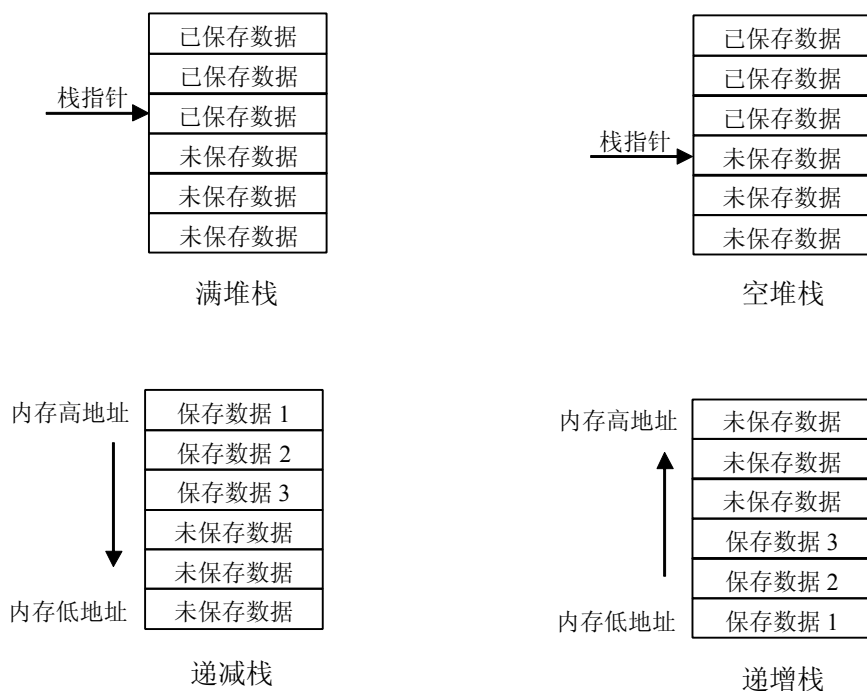 已保存数据
已保存数据
栈指针
已保存数据
未保存数据
未保存数据
未保存数据
满堆栈
已保存数据
已保存数据
已保存数据
栈指针
未保存数据
未保存数据
未保存数据
空堆栈
内存高地址
保存数据 1
保存数据 2
保存数据 3
未保存数据
未保存数据
内存低地址
未保存数据
递减栈
内存高地址
未保存数据
未保存数据
未保存数据
保存数据 3
保存数据 2
内存低地址
保存数据 1
递增栈